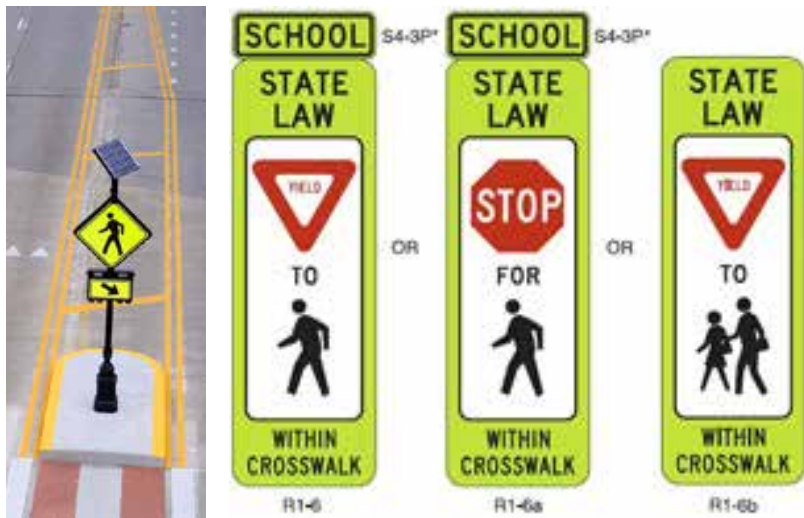 SCHOOL S4-3P*
STATE
LAW
YIELD
TO
WITHIN
CROSSWALK
R1-6
OR
SCHOOL S4-3P*
STATE
LAW
STOP
FOR
WITHIN
CROSSWALK
R1-6a
OR
STATE
LAW
YIELD
TO
WITHIN
CROSSWALK
R1-6b